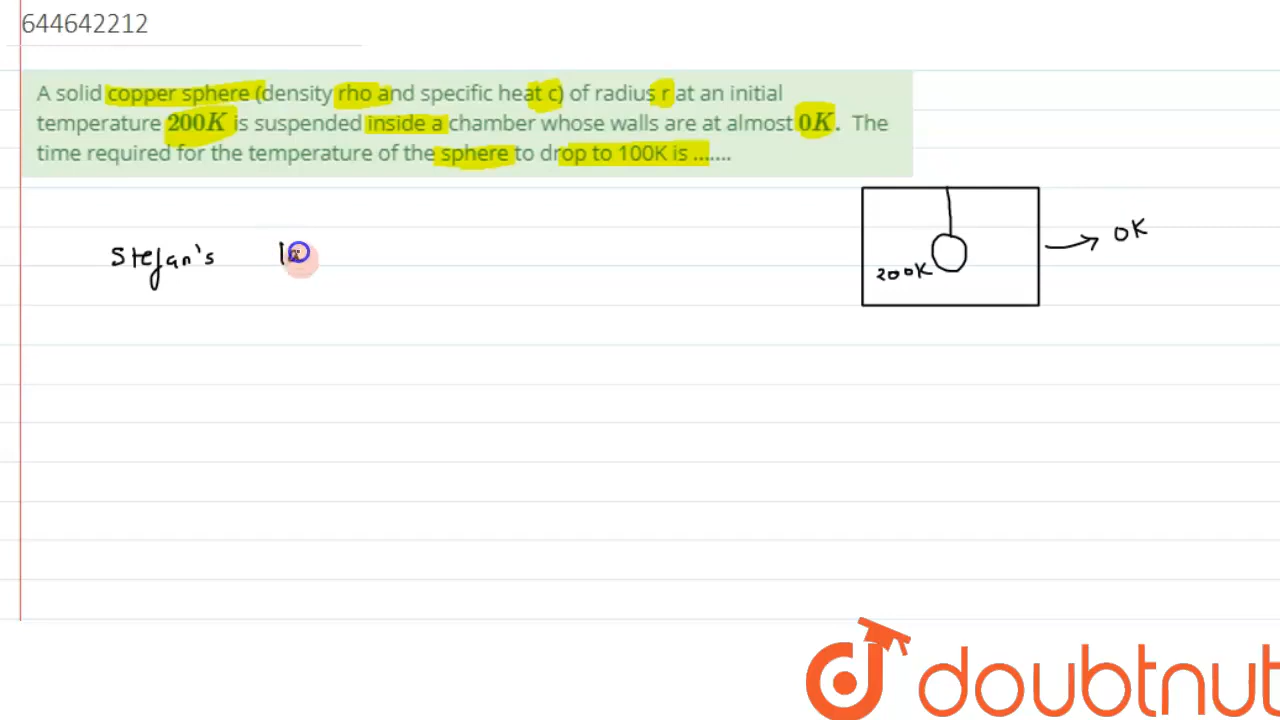 644642212
A solid copper sphere (density rho and specific heat c) of radius r at an initial
temperature 200K is suspended inside a chamber whose walls are at almost 0K. The
time required for the temperature of the sphere to drop to 100K is .......
Stefan's
0K
200K
doubtnut